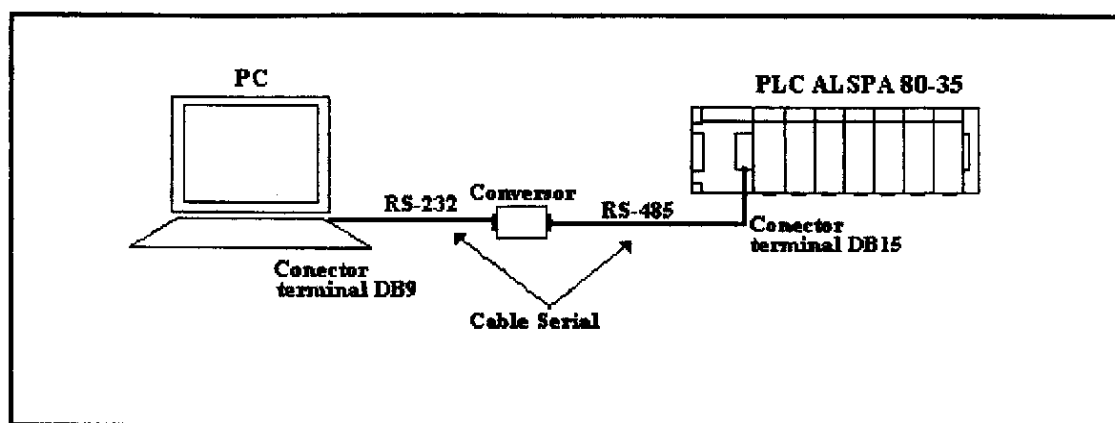 PC
PLC ALSPA 80-35
RS-232
Conversor
RS-485
Conector
terminal DB9
Conector
terminal DB15
Cable Serial